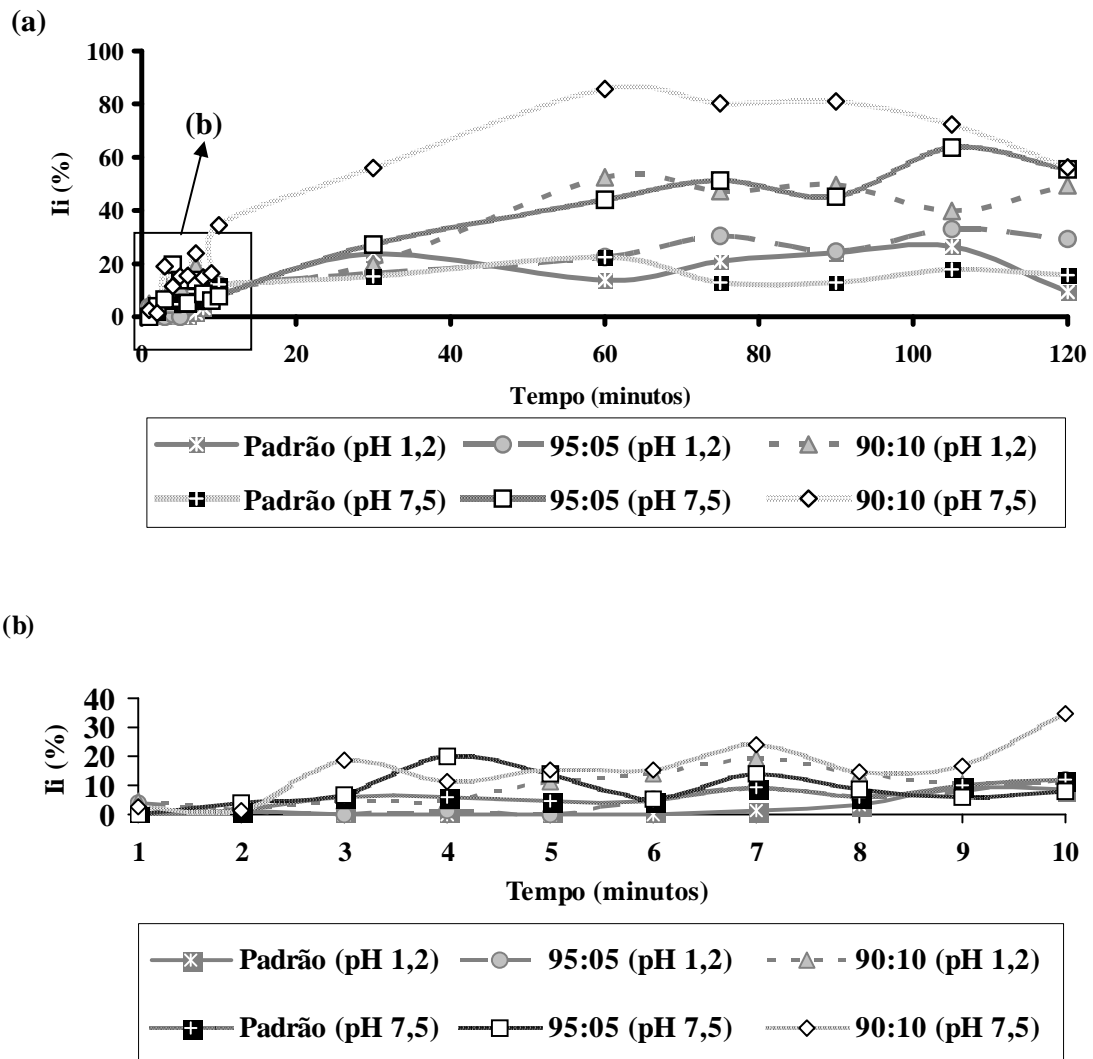 (a)
100
80
60
40
20
0
Ii (%)
(b)
0 20 40 60 80 100 120
Tempo (minutos)
Padrão (pH 1,2) 95:05 (pH 1,2) 90:10 (pH 1,2)
Padrão (pH 7,5) 95:05 (pH 7,5) 90:10 (pH 7,5)
(b)
40
30
20
10
0
Ii (%)
1 2 3 4 5 6 7 8 9 10
Tempo (minutos)
Padrão (pH 1,2) 95:05 (pH 1,2) 90:10 (pH 1,2)
Padrão (pH 7,5) 95:05 (pH 7,5) 90:10 (pH 7,5)